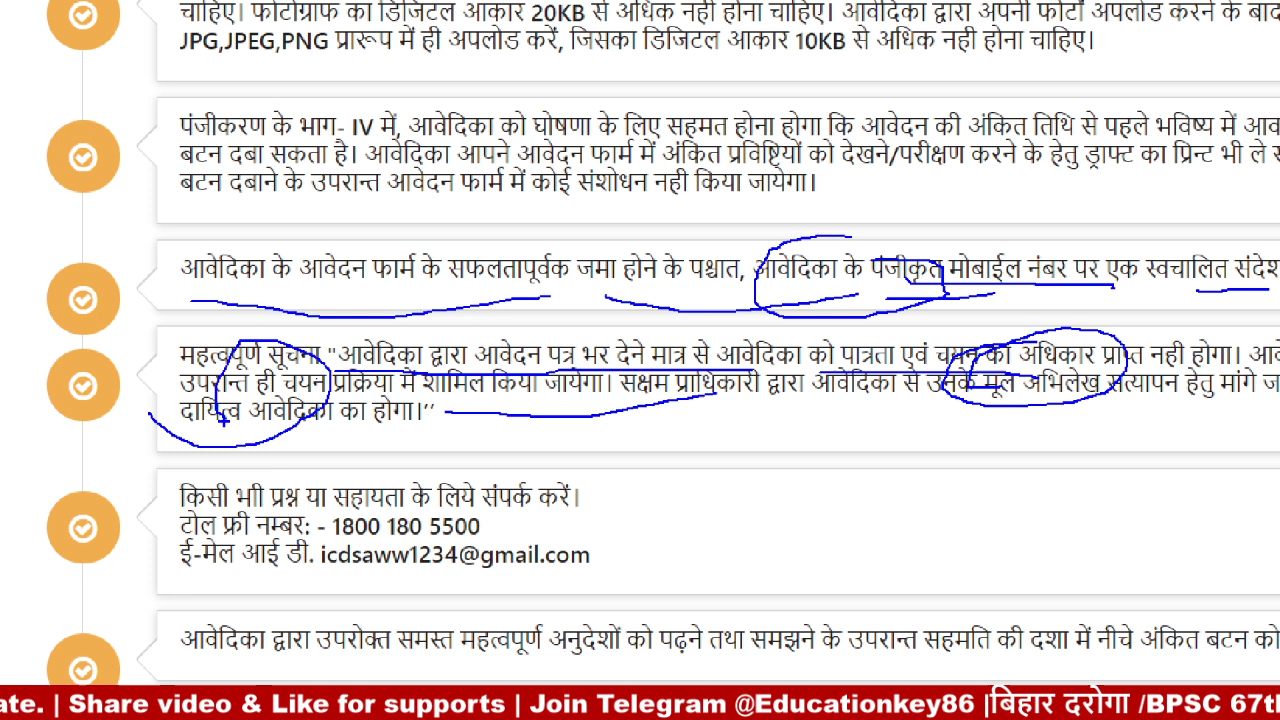 चाहिए। फोटोग्राफ का डिजिटल आकार 20KB से अधिक नही होना चाहिए। आवेदिका द्वारा अपनी फोटो अपलोड करने के बाद
JPG,JPEG,PNG प्रारूप में ही अपलोड करें, जिसका डिजिटल आकार 10KB से अधिक नही होना चाहिए।
पंजीकरण के भाग- IV में, आवेदिका को घोषणा के लिए सहमत होना होगा कि आवेदन की अंकित तिथि से पहले भविष्य में
बटन दबा सकता है। आवेदिका आपने आवेदन फार्म में अंकित प्रविष्टियों को देखने/परीक्षण करने के हेतु ड्राफ्ट का प्रिन्ट भी ले
बटन दबाने के उपरान्त आवेदन फार्म में कोई संशोधन नही किया जायेगा।
आवेदिका के आवेदन फार्म के सफलतापूर्वक जमा होने के पश्चात, आवेदिका के पंजीकृत मोबाईल नंबर पर एक स्वचालित संदेश
महत्वपूर्ण सूचना "आवेदिका द्वारा आवेदन पत्र भर देने मात्र से आवेदिका को पात्रता एवं चयन का अधिकार प्राप्त नही होगा।
उपरान्त ही चयन प्रक्रिया में शामिल किया जायेगा। सक्षम प्राधिकारी द्वारा आवेदिका से उनके मूल अभिलेख सत्यापन हेतु मांगे
दायित्व आवेदिका का होगा।’’
किसी भाी प्रश्न या सहायता के लिये संपर्क करें।
टोल फ्री नम्बर: - 1800 180 5500
ई-मेल आई डी. icdsaww1234@gmail.com
आवेदिका द्वारा उपरोक्त समस्त महत्वपूर्ण अनुदेशों को पढ़ने तथा समझने के उपरान्त सहमति की दशा में नीचे अंकित बटन को
ate. | Share video & Like for supports | Join Telegram @Educationkey86 |बिहार दरोगा /BPSC 67th